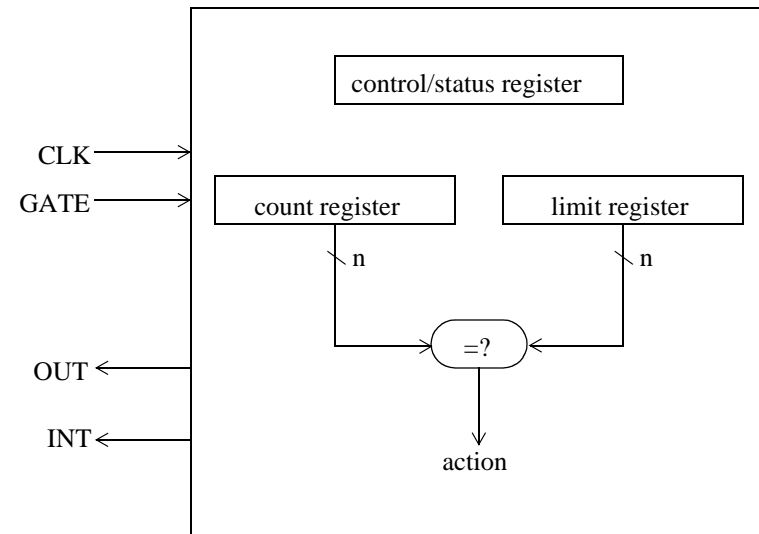 control/status register
CLK
GATE
count register
limit register
n
n
=?
OUT
INT
action